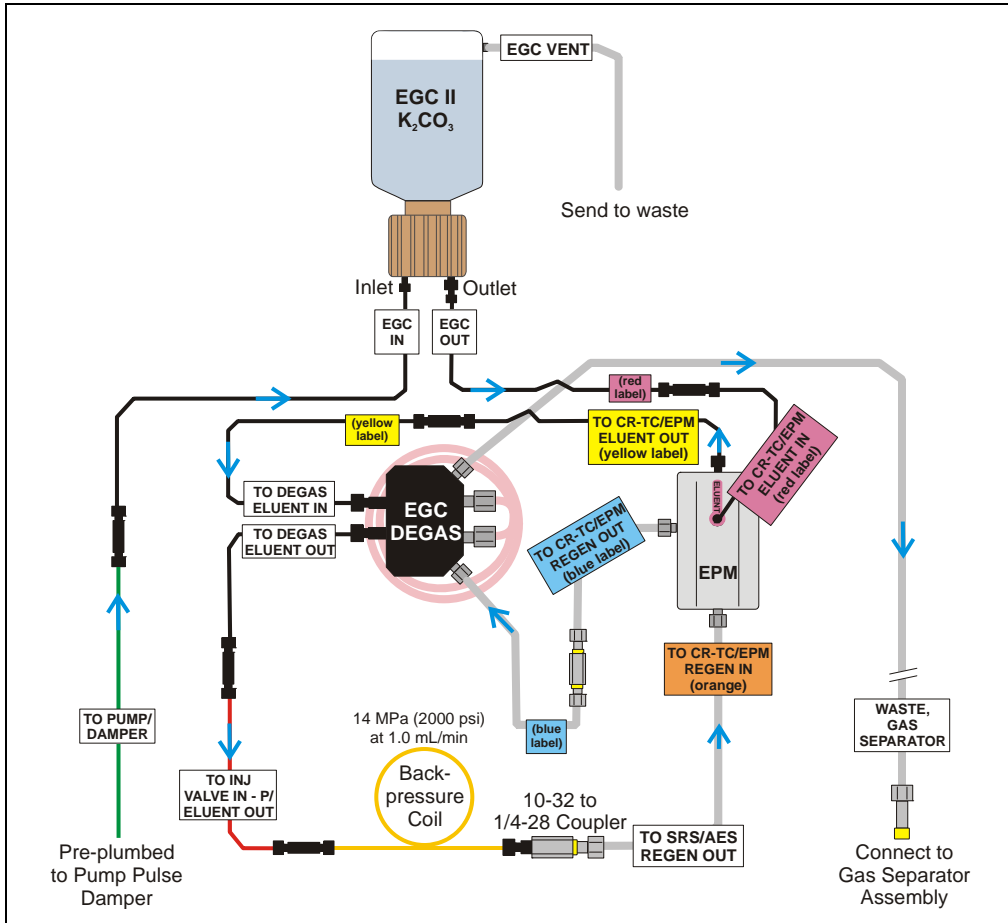 EGC VENT
EGC II
K₂CO₃
Send to waste
Inlet
Outlet
EGC
IN
EGC
OUT
(red
label)
(yellow
label)
TO CR-TC/EPM
ELUENT OUT
(yellow label)
TO CR-TC/EPM
ELUENT IN
(red label)
ELUENT
TO DEGAS
ELUENT IN
TO DEGAS
ELUENT OUT
EGC
DEGAS
TO CR-TC/EPM
REGEN OUT
(blue label)
EPM
TO CR-TC/EPM
REGEN IN
(orange)
TO PUMP/
DAMPER
14 MPa (2000 psi)
at 1.0 mL/min
(blue
label)
WASTE,
GAS
SEPARATOR
TO INJ
VALVE IN - P/
ELUENT OUT
Back-
pressure
Coil
10-32 to
1/4-28 Coupler
TO SRS/AES
REGEN OUT
Pre-plumbed
to Pump Pulse
Damper
Connect to
Gas Separator
Assembly